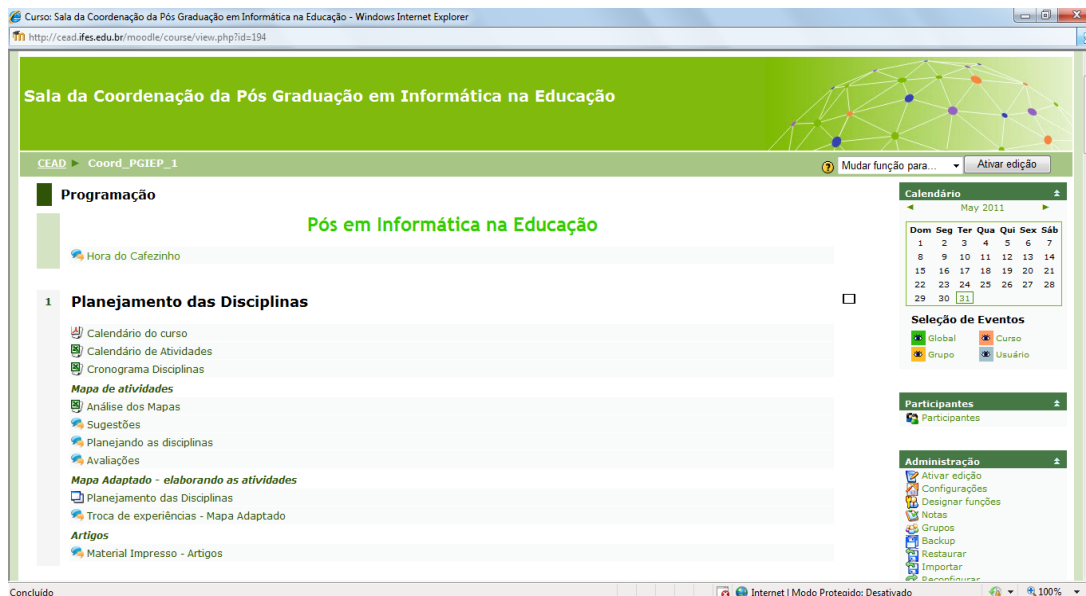 Curso: Sala da Coordenação da Pós Graduação em Informática na Educação - Windows Internet Explorer
http://cead.ifes.edu.br/moodle/course/view.php?id=194
Sala da Coordenação da Pós Graduação em Informática na Educação
CEAD ► Coord_PGIEP_1
Mudar função para...
Ativar edição
Programação
Pós em Informática na Educação
Hora do Cafezinho
1 Planejamento das Disciplinas
Calendário do curso
Calendário de Atividades
Cronograma Disciplinas
Mapa de atividades
Análise dos Mapas
Sugestões
Planejando as disciplinas
Avaliações
Mapa Adaptado - elaborando as atividades
Planejamento das Disciplinas
Troca de experiências - Mapa Adaptado
Artigos
Material Impresso - Artigos
Calendário
◄ May 2011 ►
Dom Seg Ter Qua Qui Sex Sáb
1 2 3 4 5 6 7
8 9 10 11 12 13 14
15 16 17 18 19 20 21
22 23 24 25 26 27 28
29 30 31
Seleção de Eventos
Global Curso
Grupo Usuário
Participantes
Participantes
Administração
Ativar edição
Configurações
Designar funções
Notas
Grupos
Backup
Restaurar
Importar
Reconfigurar
Concluído
Internet | Modo Protegido: Desativado
100%